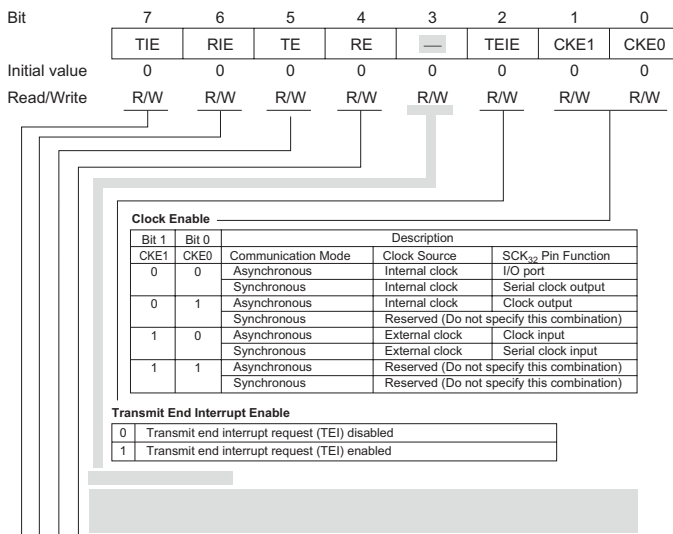 Bit 7 6 5 4 3 2 1 0
TIE RIE TE RE — TEIE CKE1 CKE0
Initial value 0 0 0 0 0 0 0 0
Read/Write R/W R/W R/W R/W R/W R/W R/W R/W
Clock Enable
Bit 1 Bit 0 Description
CKE1 CKE0 Communication Mode Clock Source SCK32 Pin Function
0 0 Asynchronous Internal clock I/O port
Synchronous Internal clock Serial clock output
0 1 Asynchronous Internal clock Clock output
Synchronous Reserved (Do not specify this combination)
1 0 Asynchronous External clock Clock input
Synchronous External clock Serial clock input
1 1 Asynchronous Reserved (Do not specify this combination)
Synchronous Reserved (Do not specify this combination)
Transmit End Interrupt Enable
0 Transmit end interrupt request (TEI) disabled
1 Transmit end interrupt request (TEI) enabled